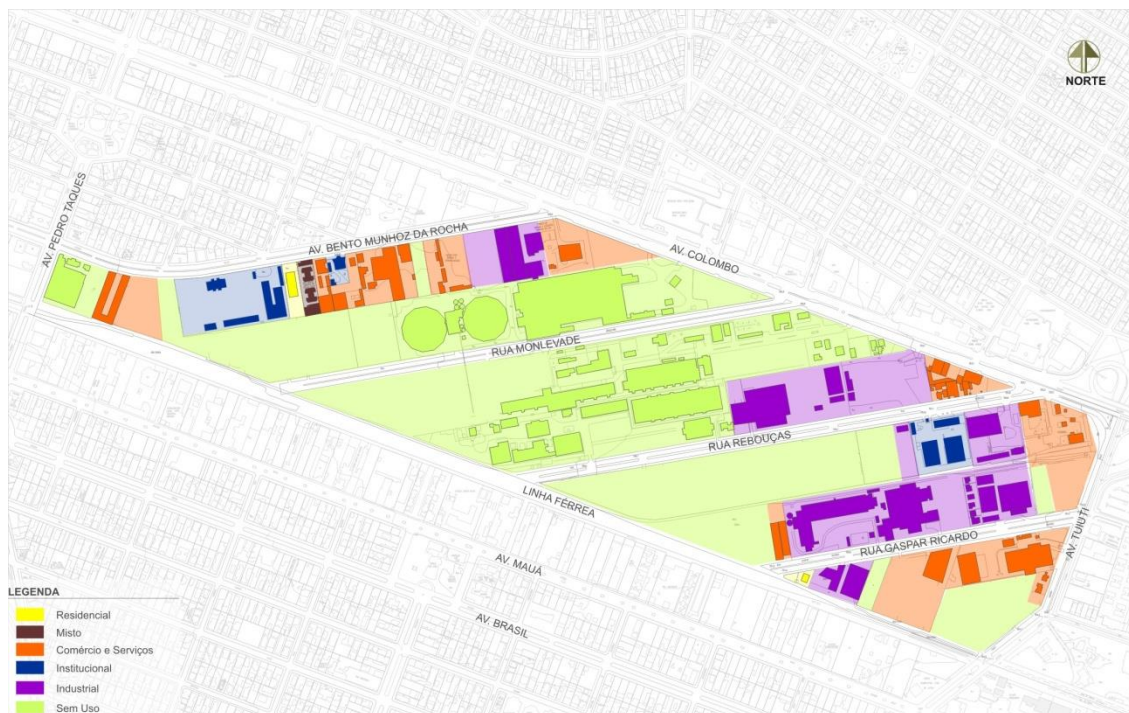 NORTE
AV. PEDRO TAQUES
AV. BENTO MUNHOZ DA ROCHA
AV. COLOMBO
RUA MONLEVADE
RUA REBOUÇAS
LINHA FÉRREA
RUA GASPAR RICARDO
AV. TUIUTI
AV. MAUÁ
AV. BRASIL
LEGENDA
Residencial
Misto
Comércio e Serviços
Institucional
Industrial
Sem Uso